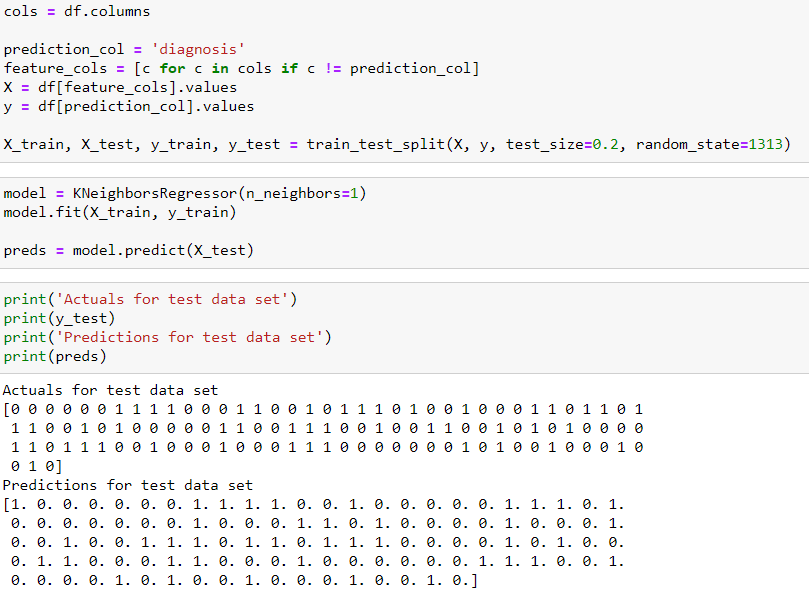 cols = df.columns
prediction_col = 'diagnosis'
feature_cols = [c for c in cols if c != prediction_col]
X = df[feature_cols].values
y = df[prediction_col].values
X_train, X_test, y_train, y_test = train_test_split(X, y, test_size=0.2, random_state=1313)
model = KNeighborsRegressor(n_neighbors=1)
model.fit(X_train, y_train)
preds = model.predict(X_test)
print('Actuals for test data set')
print(y_test)
print('Predictions for test data set')
print(preds)
Actuals for test data set
[0 0 0 0 0 0 1 1 1 1 0 0 0 1 1 0 0 1 0 1 1 1 0 1 0 0 1 0 0 0 1 1 0 1 1 0 1
1 1 0 0 1 0 1 0 0 0 0 0 1 1 0 0 1 1 1 0 0 1 0 0 1 1 0 0 1 0 1 0 1 0 0 0 0
1 1 0 1 1 1 0 0 1 0 0 0 1 0 0 0 1 1 1 0 0 0 0 0 0 0 1 0 1 0 0 1 0 0 0 1 0
0 1 0]
Predictions for test data set
[1. 0. 0. 0. 0. 0. 0. 1. 1. 1. 1. 0. 0. 1. 0. 0. 0. 0. 0. 1. 1. 1. 0. 1.
0. 0. 0. 0. 0. 0. 0. 1. 0. 0. 0. 1. 1. 0. 1. 0. 0. 0. 0. 1. 0. 0. 0. 1.
0. 0. 1. 0. 0. 1. 1. 1. 0. 1. 1. 0. 1. 1. 1. 0. 0. 0. 0. 1. 0. 1. 0. 0.
0. 1. 1. 0. 0. 0. 1. 1. 0. 0. 0. 1. 0. 0. 0. 0. 0. 0. 1. 1. 1. 0. 0. 1.
0. 0. 0. 0. 1. 0. 1. 0. 0. 1. 0. 0. 0. 1. 0. 0. 1. 0.]